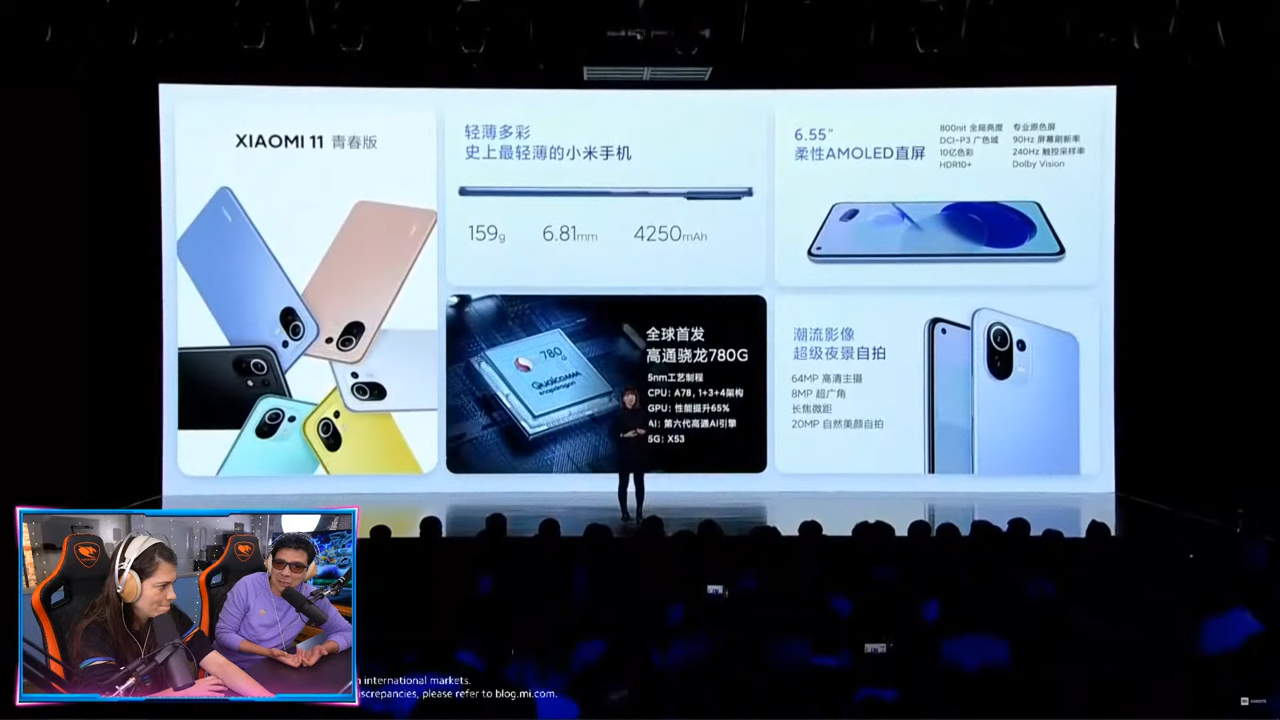 XIAOMI 11 青春版
轻薄多彩
史上最轻薄的小米手机
159g 6.81mm 4250mAh
6.55"
柔性AMOLED直屏
800nit 全局亮度
DCI-P3 广色域
10亿色彩
HDR10+
专业原色屏
90Hz 屏幕刷新率
240Hz 触控采样率
Dolby Vision
780G
Qualcomm
snapdragon
全球首发
高通骁龙780G
5nm工艺制程
CPU: A78, 1+3+4架构
GPU: 性能提升65%
AI: 第六代高通AI引擎
5G: X53
潮流影像
超级夜景自拍
64MP 高清主摄
8MP 超广角
长焦微距
20MP 自然美颜自拍
international markets.
screpancies, please refer to blog.mi.com.
XIAOMI